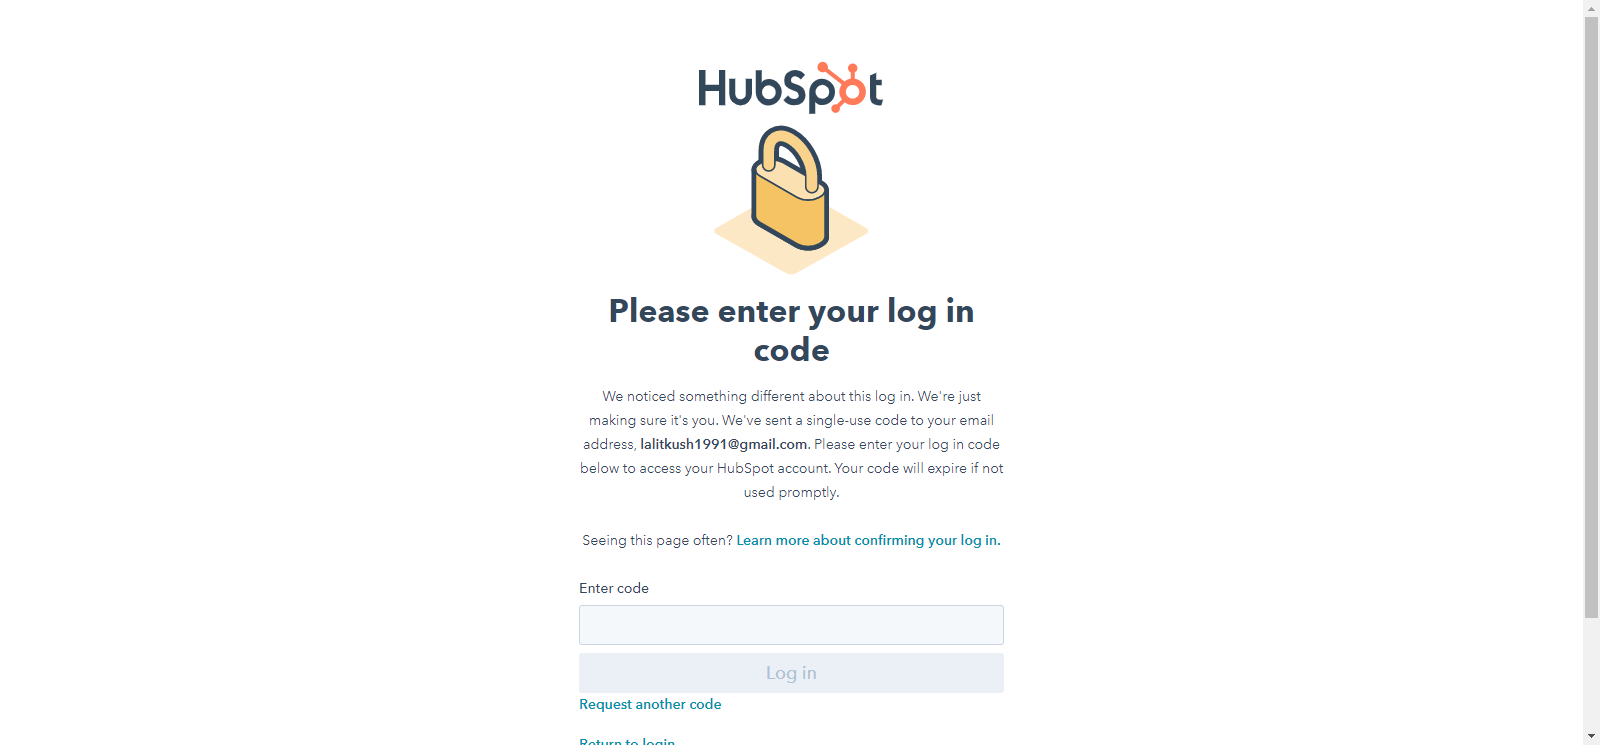 HubSpot
Please enter your log in
code
We noticed something different about this log in. We're just
making sure it's you. We've sent a single-use code to your email
address, lalitkush1991@gmail.com. Please enter your log in code
below to access your HubSpot account. Your code will expire if not
used promptly.
Seeing this page often? Learn more about confirming your log in.
Enter code
Log in
Request another code
Return to login